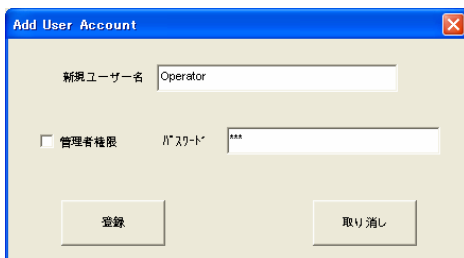 Add User Account
新規ユーザー名 Operator
管理者権限 ﾊﾟｽﾜｰﾄﾞ ***
登録 取り消し